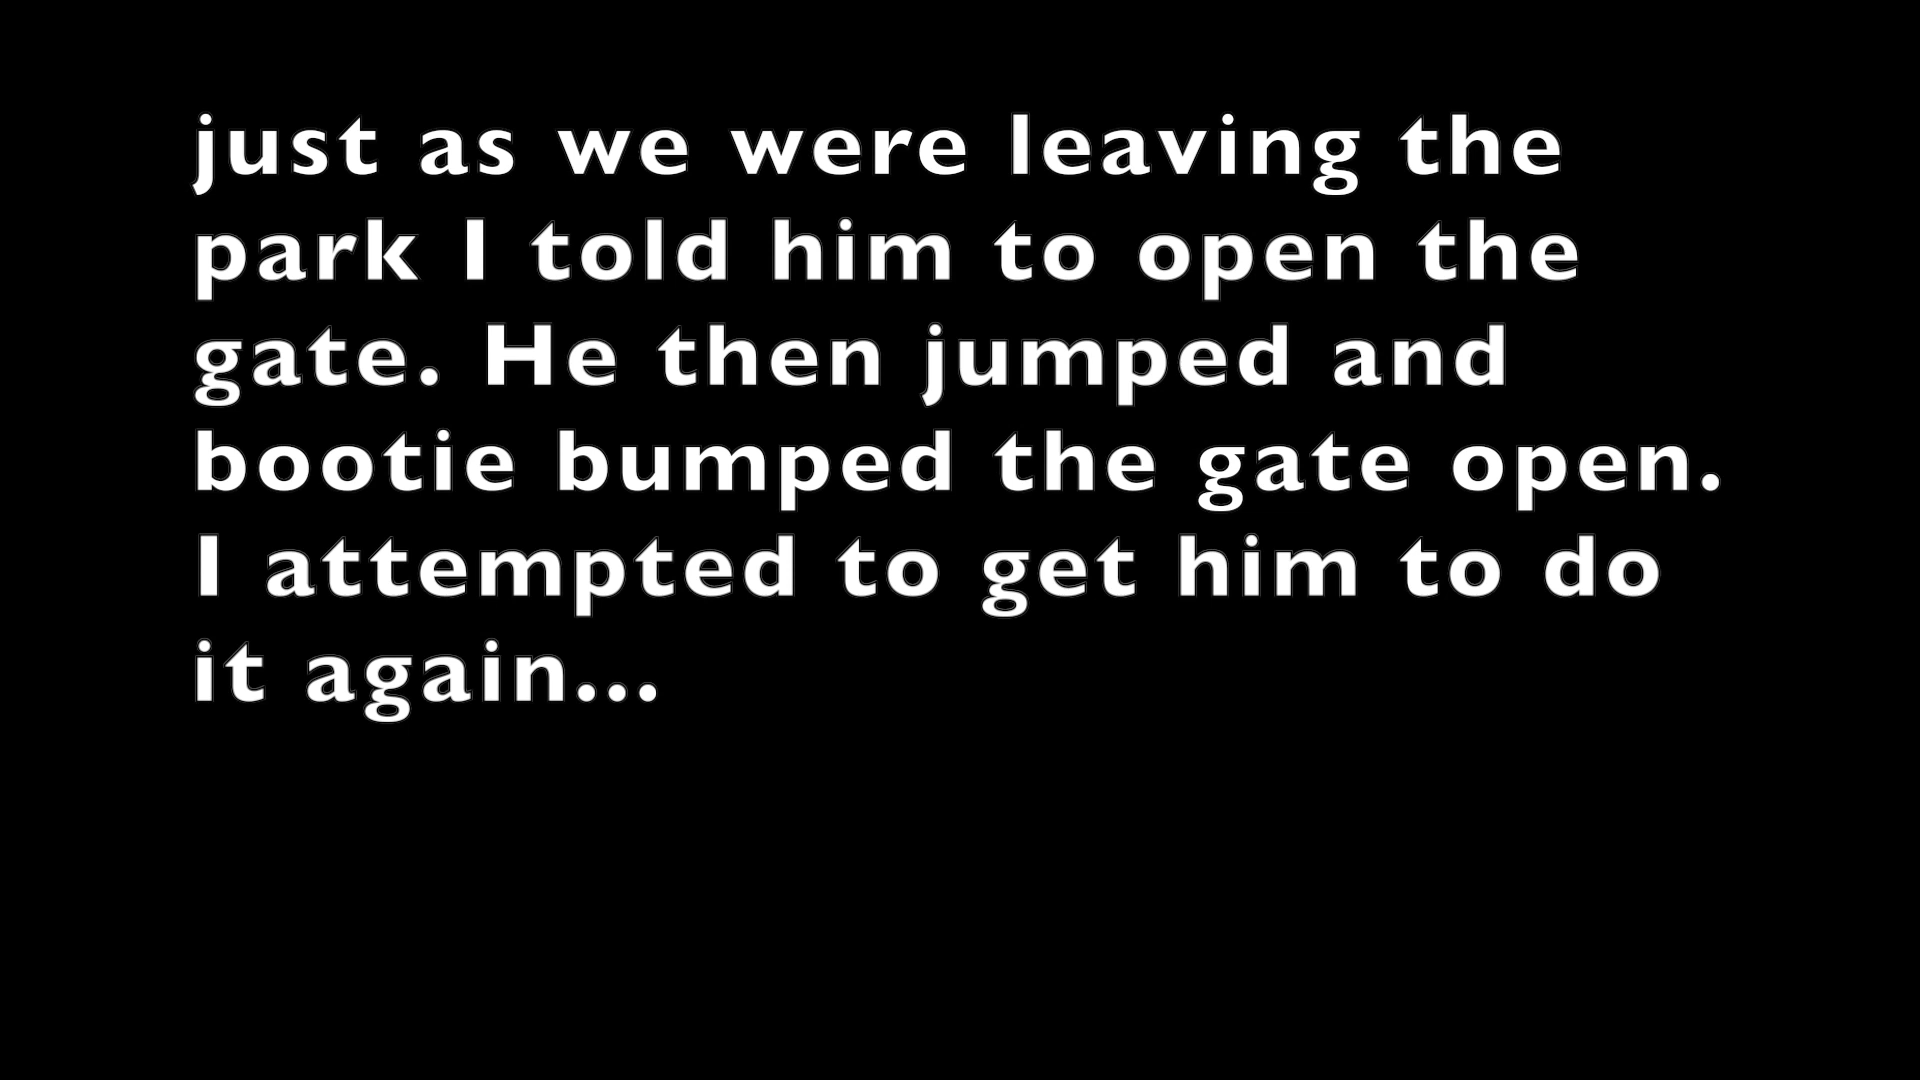 just as we were leaving the
park I told him to open the
gate. He then jumped and
bootie bumped the gate open.
I attempted to get him to do
it again...